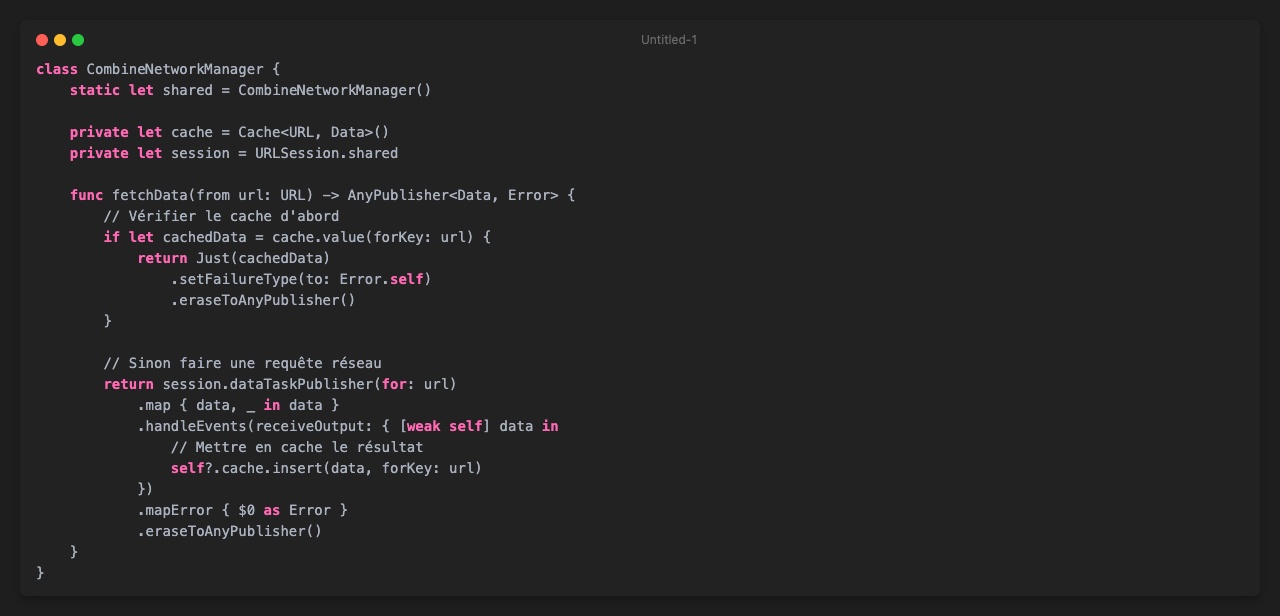 Untitled-1
class CombineNetworkManager {
    static let shared = CombineNetworkManager()

    private let cache = Cache<URL, Data>()
    private let session = URLSession.shared

    func fetchData(from url: URL) -> AnyPublisher<Data, Error> {
        // Vérifier le cache d'abord
        if let cachedData = cache.value(forKey: url) {
            return Just(cachedData)
                .setFailureType(to: Error.self)
                .eraseToAnyPublisher()
        }

        // Sinon faire une requête réseau
        return session.dataTaskPublisher(for: url)
            .map { data, _ in data }
            .handleEvents(receiveOutput: { [weak self] data in
                // Mettre en cache le résultat
                self?.cache.insert(data, forKey: url)
            })
            .mapError { $0 as Error }
            .eraseToAnyPublisher()
    }
}